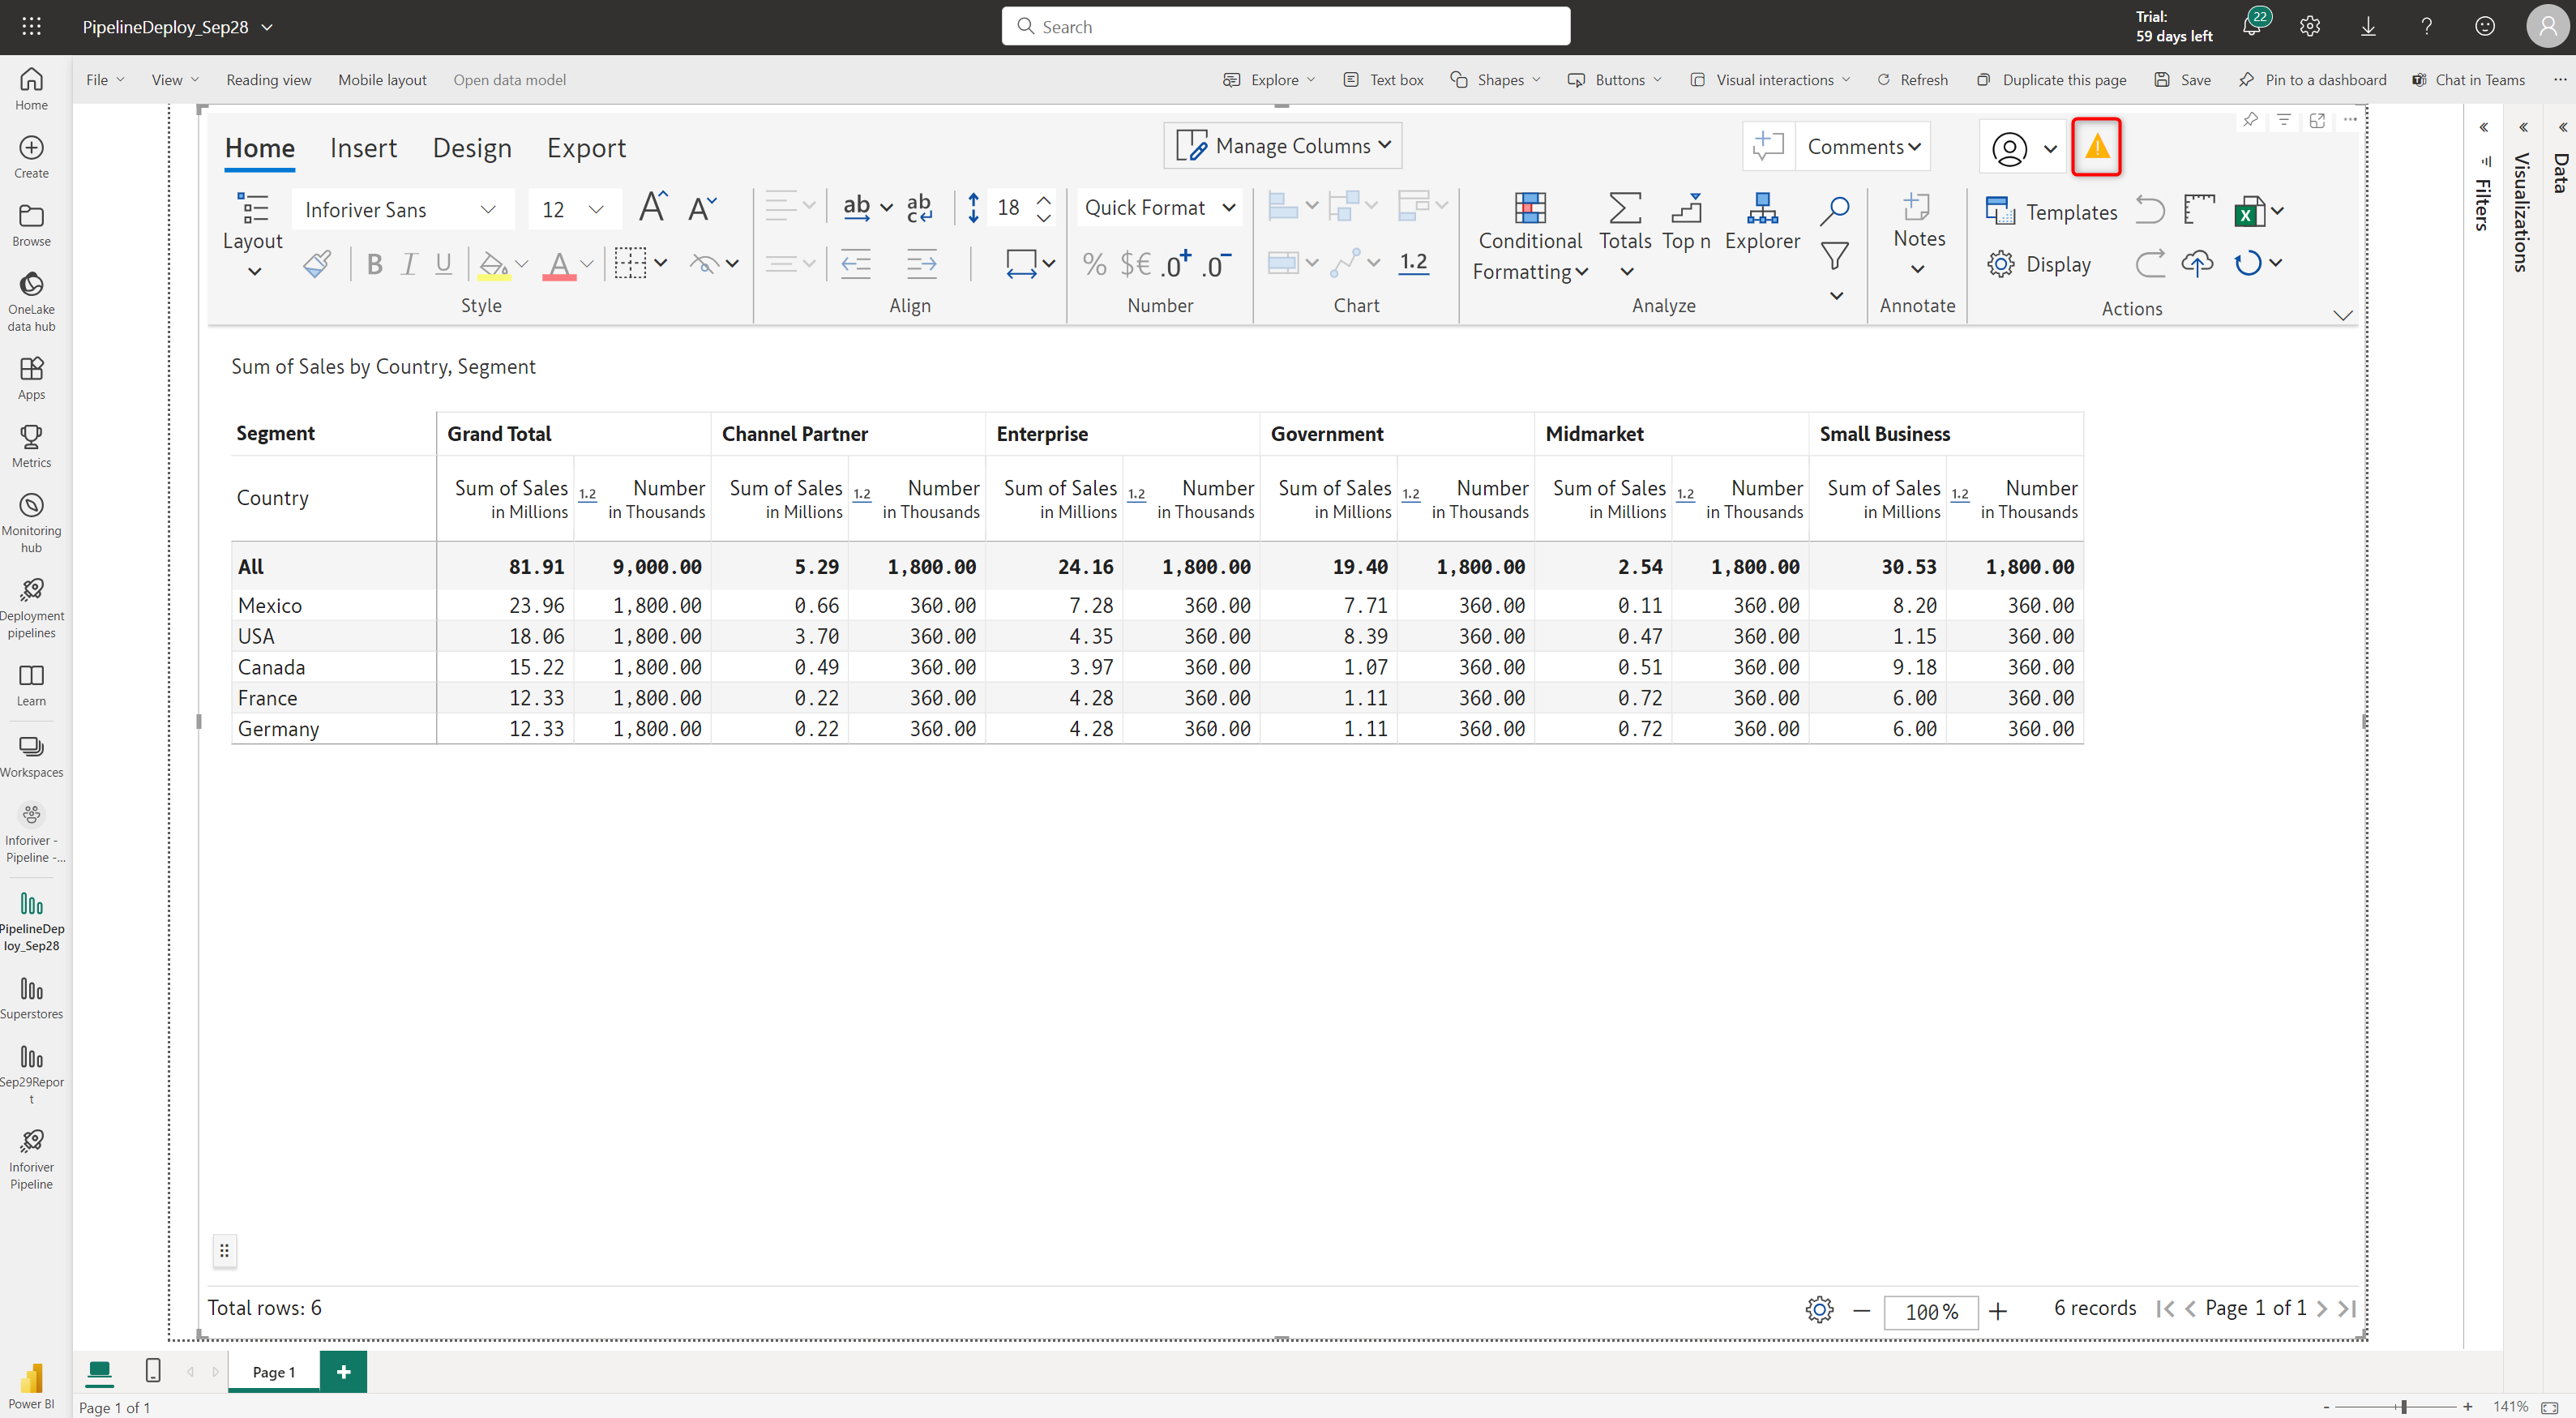 PipelineDeploy_Sep28
Search
Trial:
59 days left
22
File View Reading view Mobile layout Open data model Explore Text box Shapes Buttons Visual interactions Refresh Duplicate this page Save Pin to a dashboard Chat in Teams
Home
Create
Browse
OneLake
data hub
Apps
Metrics
Monitoring
hub
Deployment
pipelines
Learn
Workspaces
Inforiver -
Pipeline -...
PipelineDep
loy_Sep28
Superstores
Sep29Repor
t
Inforiver
Pipeline
Power BI
Home Insert Design Export
Manage Columns
Comments
Layout
Inforiver Sans 12
A A
B I U A
Style
ab ab
c
18
Align
Quick Format
% $€ .0+ .0-
Number
1.2
Chart
Conditional
Formatting
Totals Top n Explorer
Analyze
Notes
Annotate
Templates
Display
X
Actions
Filters
Visualizations
Data
Sum of Sales by Country, Segment
Segment Grand Total Channel Partner Enterprise Government Midmarket Small Business
Country Sum of Sales 1.2 Number Sum of Sales 1.2 Number Sum of Sales 1.2 Number Sum of Sales 1.2 Number Sum of Sales 1.2 Number Sum of Sales 1.2 Number
in Millions in Thousands in Millions in Thousands in Millions in Thousands in Millions in Thousands in Millions in Thousands in Millions in Thousands
All 81.91 9,000.00 5.29 1,800.00 24.16 1,800.00 19.40 1,800.00 2.54 1,800.00 30.53 1,800.00
Mexico 23.96 1,800.00 0.66 360.00 7.28 360.00 7.71 360.00 0.11 360.00 8.20 360.00
USA 18.06 1,800.00 3.70 360.00 4.35 360.00 8.39 360.00 0.47 360.00 1.15 360.00
Canada 15.22 1,800.00 0.49 360.00 3.97 360.00 1.07 360.00 0.51 360.00 9.18 360.00
France 12.33 1,800.00 0.22 360.00 4.28 360.00 1.11 360.00 0.72 360.00 6.00 360.00
Germany 12.33 1,800.00 0.22 360.00 4.28 360.00 1.11 360.00 0.72 360.00 6.00 360.00
Total rows: 6
100 %
6 records
Page 1 of 1
Page 1
Page 1 of 1
- + 141%